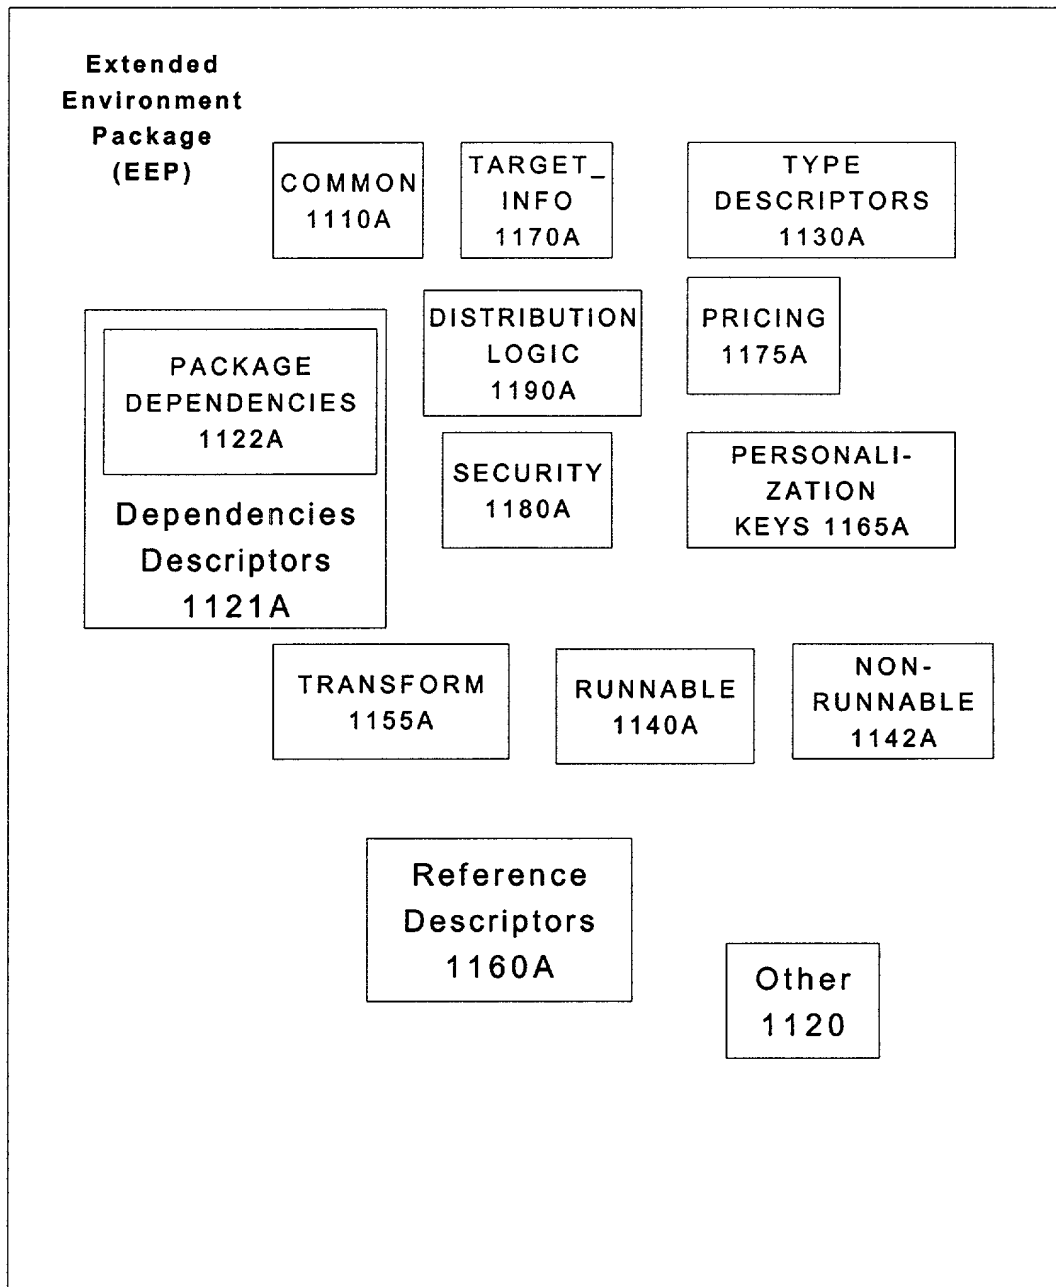 Extended
Environment
Package
(EEP)
COMMON
1110A
TARGET_
INFO
1170A
TYPE
DESCRIPTORS
1130A
PACKAGE
DEPENDENCIES
1122A
Dependencies
Descriptors
1121A
DISTRIBUTION
LOGIC
1190A
PRICING
1175A
SECURITY
1180A
PERSONALI-
ZATION
KEYS 1165A
TRANSFORM
1155A
RUNNABLE
1140A
NON-
RUNNABLE
1142A
Reference
Descriptors
1160A
Other
1120